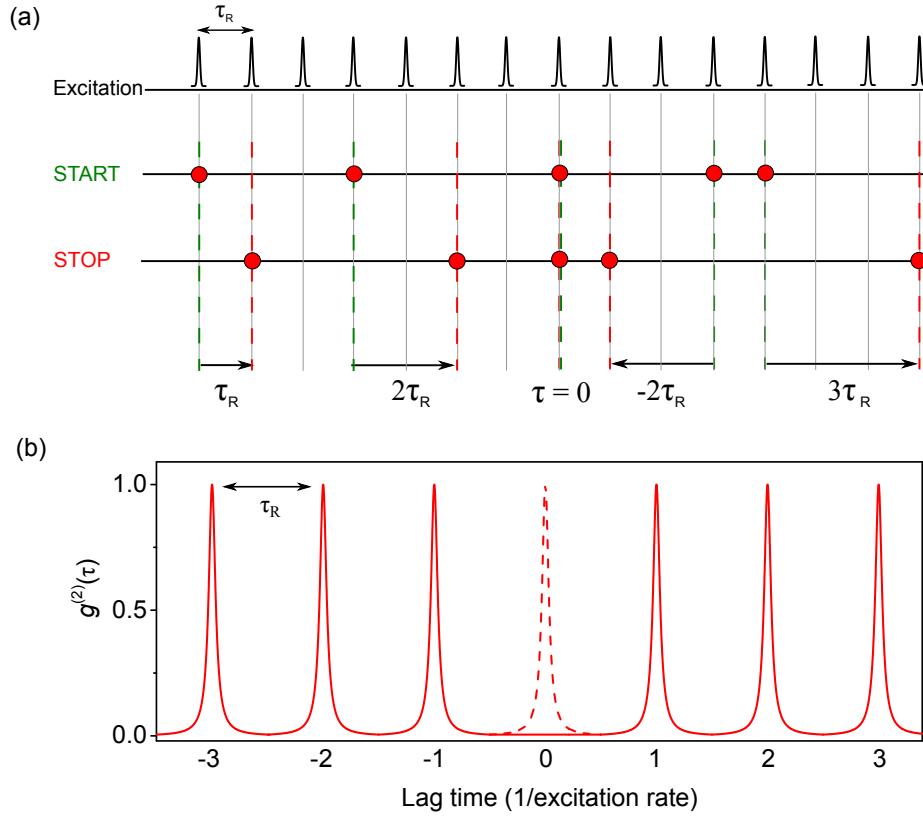 (a)
τR
Excitation
START
STOP
τR
2τR
τ = 0
-2τR
3τR
(b)
1.0
τR
g(2)(τ)
0.5
0.0
-3 -2 -1 0 1 2 3
Lag time (1/excitation rate)